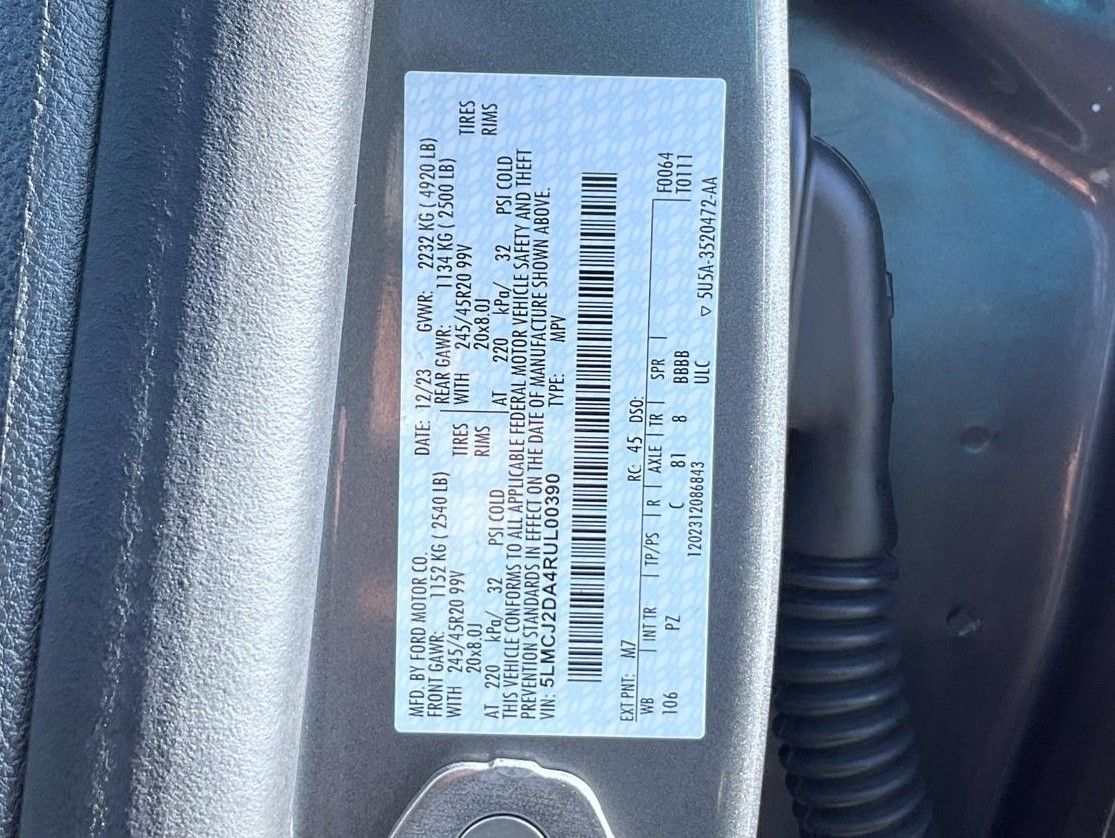 MFD. BY FORD MOTOR CO. DATE: 12/23 GVWR: 2232 KG ( 4920 LB)
FRONT GAWR: 1152 KG ( 2540 LB) REAR GAWR: 1134 KG ( 2500 LB)
WITH 245/45R20 99V TIRES WITH 245/45R20 99V TIRES
20x8.0J RIMS 20x8.0J RIMS
AT 220 kPa/ 32 PSI COLD AT 220 kPa/ 32 PSI COLD
THIS VEHICLE CONFORMS TO ALL APPLICABLE FEDERAL MOTOR VEHICLE SAFETY AND THEFT
PREVENTION STANDARDS IN EFFECT ON THE DATE OF MANUFACTURE SHOWN ABOVE.
VIN: 5LMCJ2DA4RUL00390 TYPE: MPV
EXT PNT: M7 RC: 45 DSO:
WB INT TR TP/PS R AXLE TR SPR F0064
106 PZ C 81 8 BBBB T0111
ULC
1202312086843 ▽ 5U5A-3520472-AA